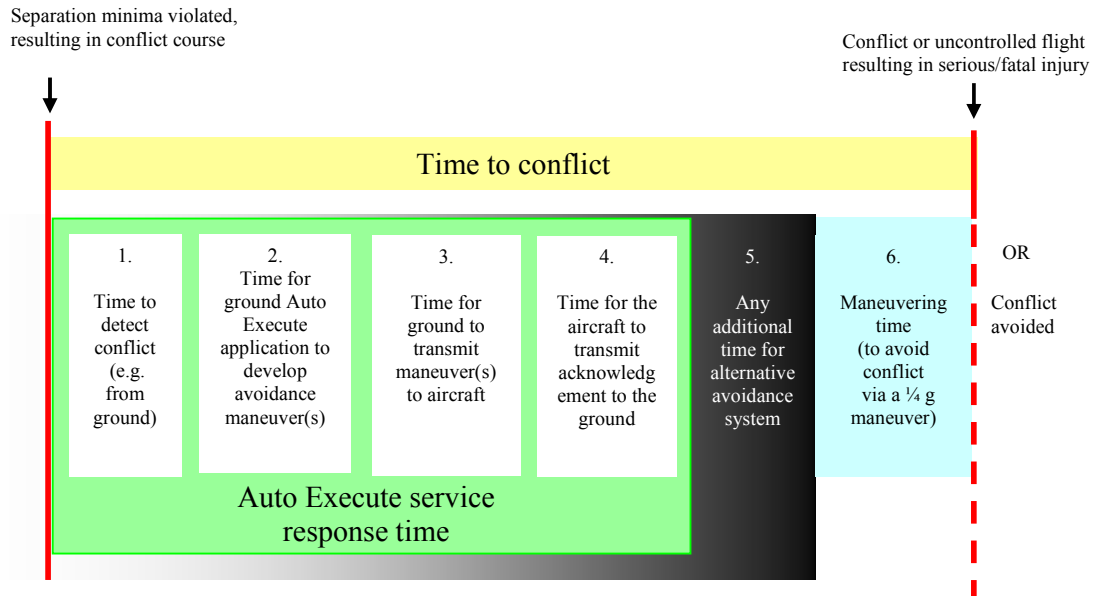 Separation minima violated,
resulting in conflict course
Conflict or uncontrolled flight
resulting in serious/fatal injury
Time to conflict
1.
Time to
detect
conflict
(e.g.
from
ground)
2.
Time for
ground Auto
Execute
application to
develop
avoidance
maneuver(s)
3.
Time for
ground to
transmit
maneuver(s)
to aircraft
4.
Time for the
aircraft to
transmit
acknowledg
ement to the
ground
5.
Any
additional
time for
alternative
avoidance
system
6.
Maneuvering
time
(to avoid
conflict
via a ¼ g
maneuver)
OR
Conflict
avoided
Auto Execute service
response time